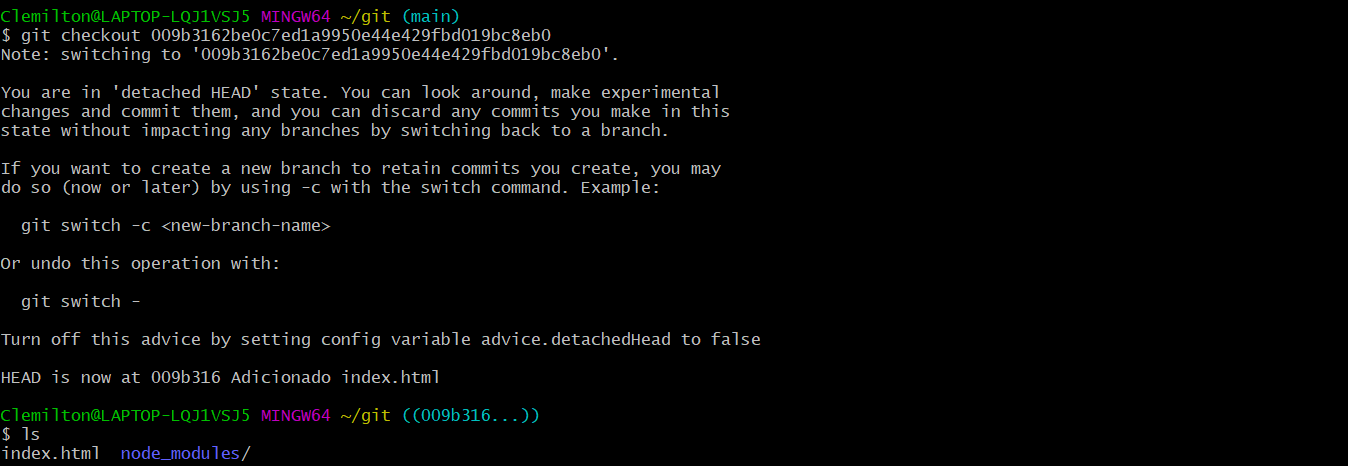 Clemilton@LAPTOP-LQJ1VSJ5 MINGW64 ~/git (main)
$ git checkout 009b3162be0c7ed1a9950e44e429fbd019bc8eb0
Note: switching to '009b3162be0c7ed1a9950e44e429fbd019bc8eb0'.

You are in 'detached HEAD' state. You can look around, make experimental
changes and commit them, and you can discard any commits you make in this
state without impacting any branches by switching back to a branch.

If you want to create a new branch to retain commits you create, you may
do so (now or later) by using -c with the switch command. Example:

  git switch -c <new-branch-name>

Or undo this operation with:

  git switch -

Turn off this advice by setting config variable advice.detachedHead to false

HEAD is now at 009b316 Adicionado index.html

Clemilton@LAPTOP-LQJ1VSJ5 MINGW64 ~/git ((009b316...))
$ ls
index.html  node_modules/